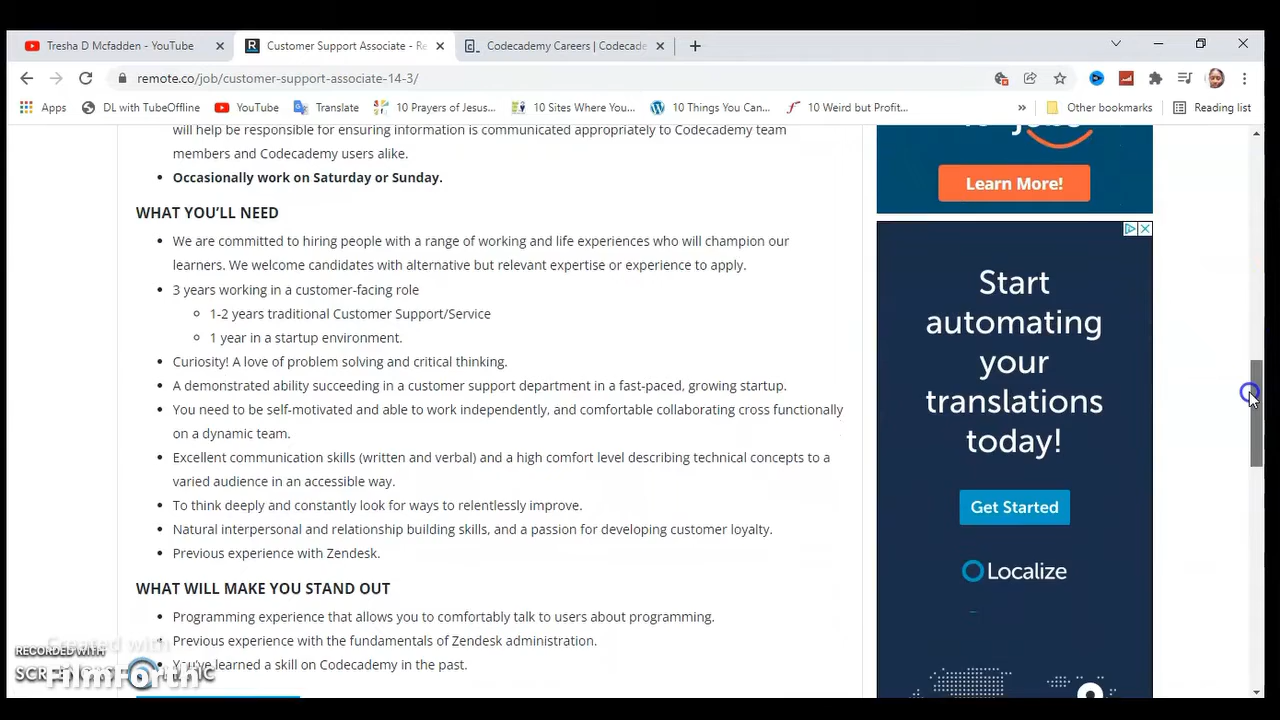 Tresha D Mcfadden - YouTube
Customer Support Associate - Re
Codecademy Careers | Codecade
remote.co/job/customer-support-associate-14-3/
Apps
DL with TubeOffline
YouTube
Translate
10 Prayers of Jesus...
10 Sites Where You...
10 Things You Can...
10 Weird but Profit...
»
Other bookmarks
Reading list
will help be responsible for ensuring information is communicated appropriately to Codecademy team
members and Codecademy users alike.
• Occasionally work on Saturday or Sunday.
WHAT YOU’LL NEED
• We are committed to hiring people with a range of working and life experiences who will champion our
learners. We welcome candidates with alternative but relevant expertise or experience to apply.
• 3 years working in a customer-facing role
◦ 1-2 years traditional Customer Support/Service
◦ 1 year in a startup environment.
• Curiosity! A love of problem solving and critical thinking.
• A demonstrated ability succeeding in a customer support department in a fast-paced, growing startup.
• You need to be self-motivated and able to work independently, and comfortable collaborating cross functionally
on a dynamic team.
• Excellent communication skills (written and verbal) and a high comfort level describing technical concepts to a
varied audience in an accessible way.
• To think deeply and constantly look for ways to relentlessly improve.
• Natural interpersonal and relationship building skills, and a passion for developing customer loyalty.
• Previous experience with Zendesk.
WHAT WILL MAKE YOU STAND OUT
• Programming experience that allows you to comfortably talk to users about programming.
Previous experience with the fundamentals of Zendesk administration.
You’ve learned a skill on Codecademy in the past.
Created with
FilmForth
RECORDED WITH
Learn More!
Start
automating
your
translations
today!
Get Started
Localize